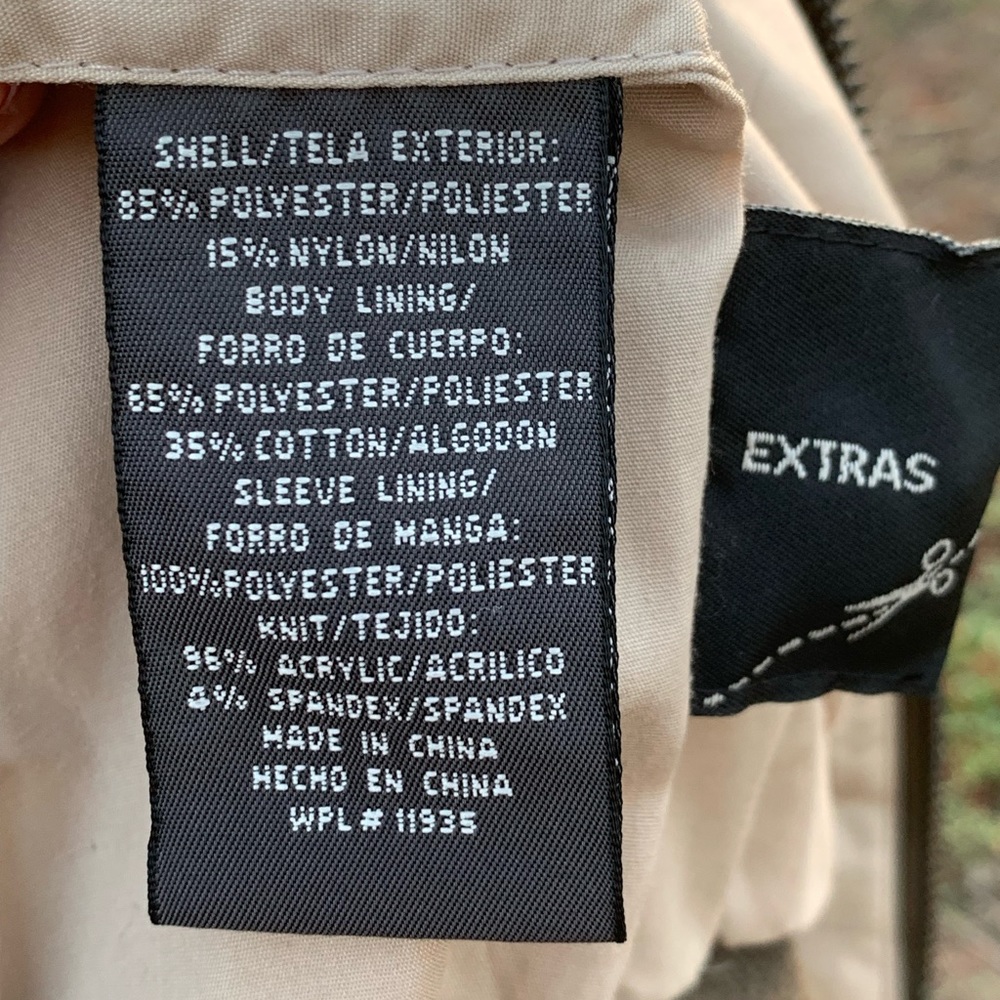 SHELL/TELA EXTERIOR:
85% POLYESTER/POLIESTER
15% NYLON/NILON
BODY LINING/
FORRO DE CUERPO:
65% POLYESTER/POLIESTER
35% COTTON/ALGODON
SLEEVE LINING/
FORRO DE MANGA:
100% POLYESTER/POLIESTER
KNIT/TEJIDO:
96% ACRYLIC/ACRILICO
4% SPANDEX/SPANDEX
MADE IN CHINA
HECHO EN CHINA
WPL # 11935
EXTRAS